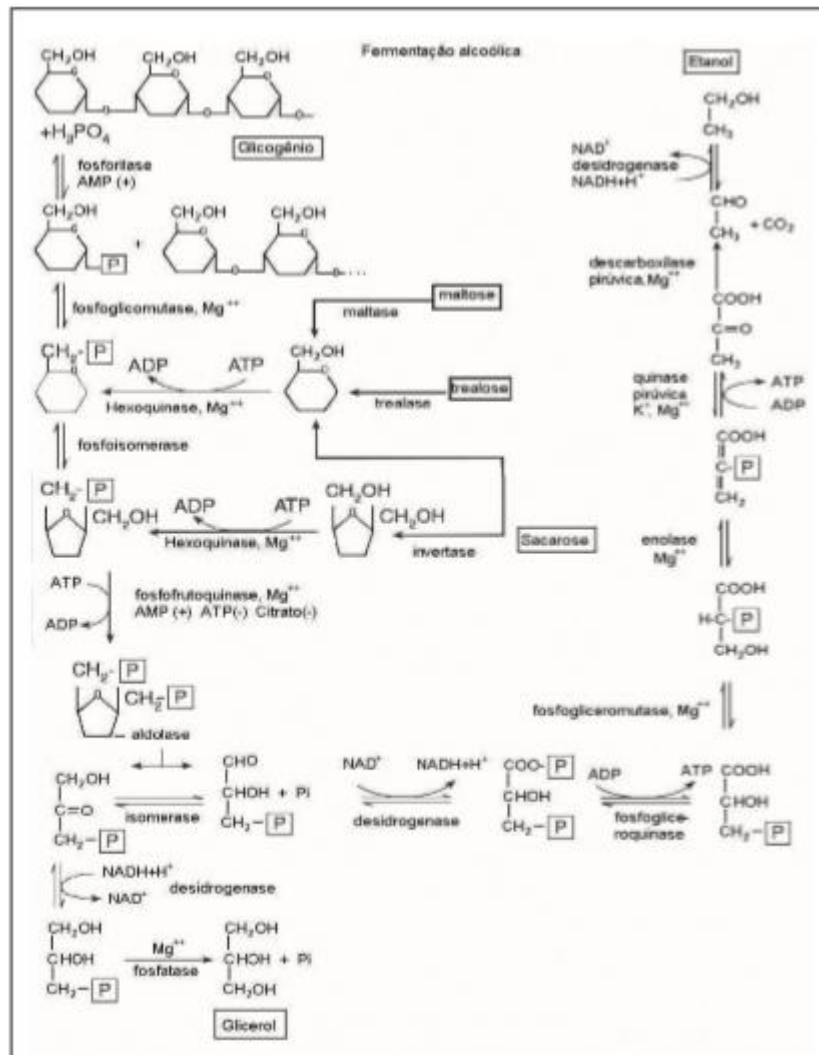 Fermentação alcoólica
CH₂OH CH₂OH CH₂OH
+H₃PO₄
Glicogênio
fosforilase
AMP (+)
CH₂OH
P
+
CH₂OH CH₂OH
fosfoglicomutase, Mg⁺⁺
maltose
maltase
CH₂- P
ADP ATP
Hexoquinase, Mg⁺⁺
CH₂OH
trealose
trealase
fosfoisomerase
CH₂- P
CH₂OH
ADP ATP
Hexoquinase, Mg⁺⁺
CH₂OH
CH₂OH
invertase
Sacarose
ATP
ADP
fosfofrutoquinase, Mg⁺⁺
AMP (+) ATP(-) Citrato(-)
CH₂- P
CH₂- P
aldolase
CH₂OH
C=O
CH₂- P
isomerase
CHO
CHOH + Pi
CH₂- P
NAD⁺ NADH+H⁺
desidrogenase
COO- P
CHOH
CH₂- P
ADP ATP
fosfoglice-
roquinase
COOH
CHOH
CH₂- P
NADH+H⁺
NAD⁺
desidrogenase
CH₂OH
CHOH
CH₂- P
Mg⁺⁺
fosfatase
CH₂OH
CHOH + Pi
CH₂OH
Glicerol
Etanol
CH₂OH
CH₃
NAD⁺
desidrogenase
NADH+H⁺
CHO
CH₃ + CO₂
descarboxilase
pirúvica, Mg⁺⁺
COOH
C=O
CH₃
quinase
pirúvica
K⁺, Mg⁺⁺
ATP
ADP
COOH
C- P
CH₂
enolase
Mg⁺⁺
COOH
H-C- P
CH₂OH
fosfogliceromutase, Mg⁺⁺